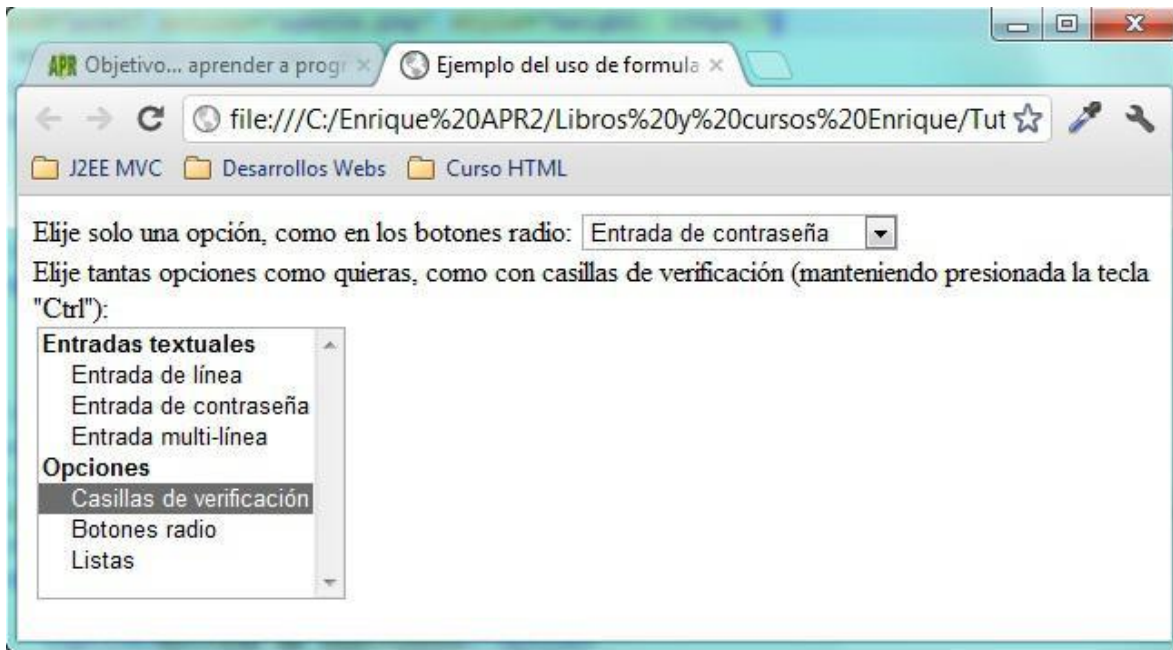 APR Objetivo... aprender a progr
Ejemplo del uso de formula
file:///C:/Enrique%20APR2/Libros%20y%20cursos%20Enrique/Tut
J2EE MVC Desarrollos Webs Curso HTML
Elije solo una opción, como en los botones radio: Entrada de contraseña
Elije tantas opciones como quieras, como con casillas de verificación (manteniendo presionada la tecla
"Ctrl"):
Entradas textuales
Entrada de línea
Entrada de contraseña
Entrada multi-línea
Opciones
Casillas de verificación
Botones radio
Listas